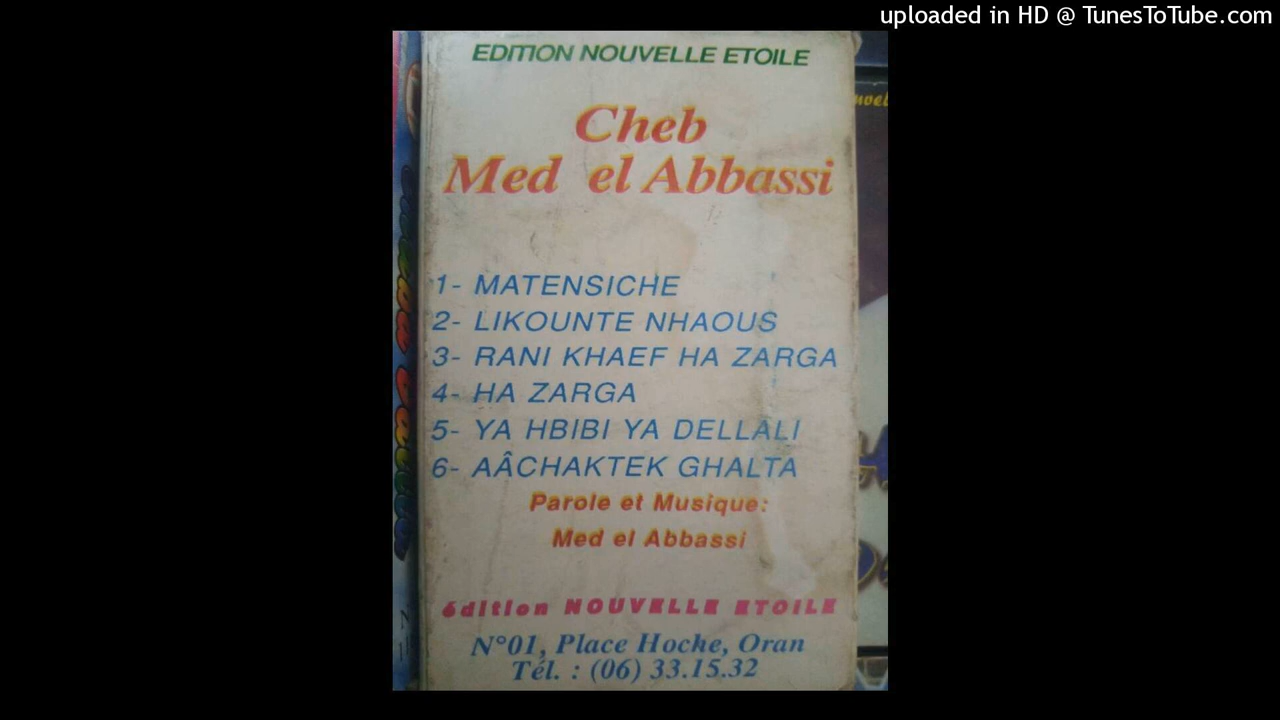 uploaded in HD @ TunesToTube.com
EDITION NOUVELLE ETOILE
Cheb
Med el Abbassi
1- MATENSICHE
2- LIKOUNTE NHAOUS
3- RANI KHAEF HA ZARGA
4- HA ZARGA
5- YA HBIBI YA DELLALI
6- AÂCHAKTEK GHALTA
Parole et Musique:
Med el Abbassi
édition NOUVELLE ETOILE
N°01, Place Hoche, Oran
Tél. : (06) 33.15.32